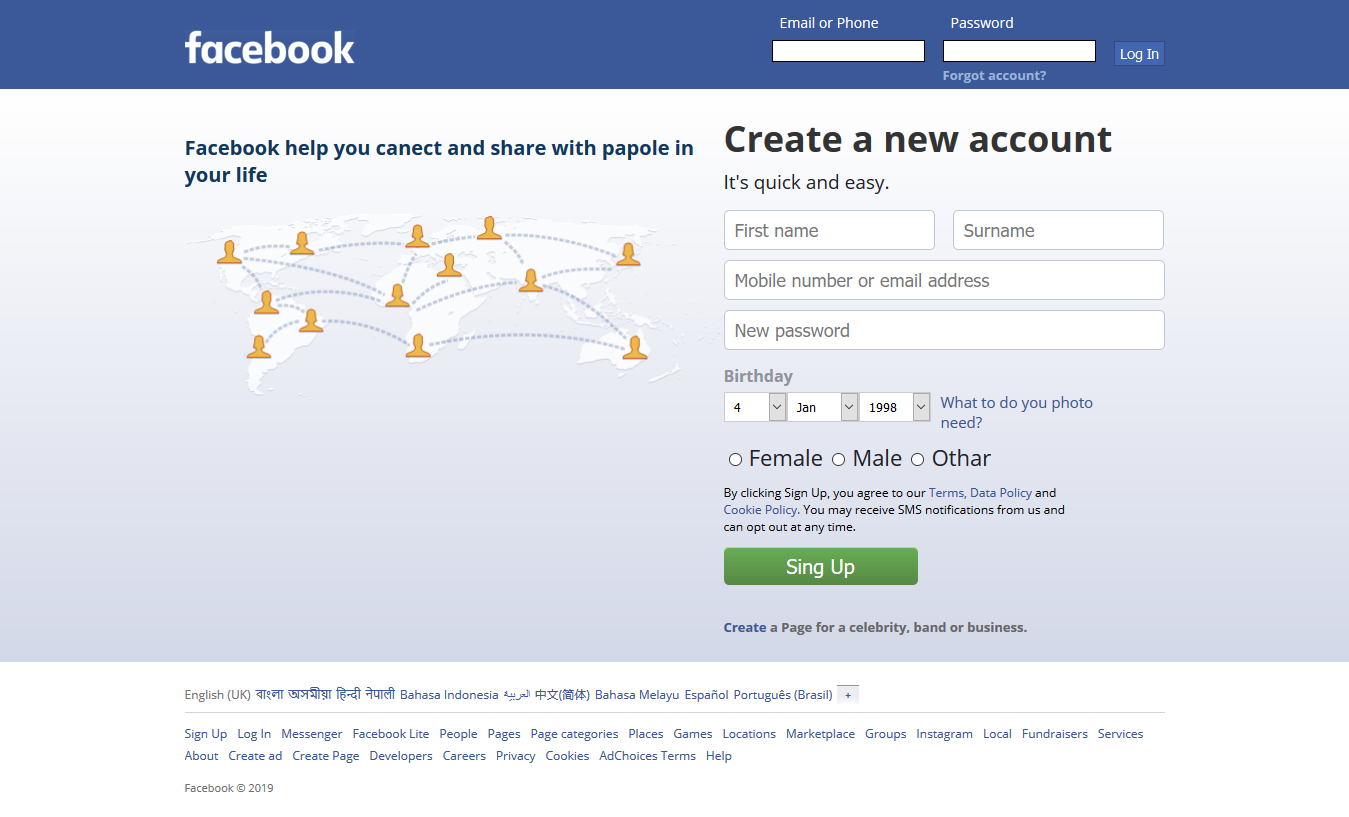 facebook
Email or Phone
Password
Log In
Forgot account?
Facebook help you canect and share with papole in
your life
Create a new account
It's quick and easy.
First name
Surname
Mobile number or email address
New password
Birthday
4
Jan
1998
What to do you photo
need?
Female
Male
Othar
By clicking Sign Up, you agree to our Terms, Data Policy and
Cookie Policy. You may receive SMS notifications from us and
can opt out at any time.
Sing Up
Create a Page for a celebrity, band or business.
English (UK) বাংলা অসমীয়া हिन्दी नेपाली Bahasa Indonesia العربية 中文(简体) Bahasa Melayu Español Português (Brasil) +
Sign Up Log In Messenger Facebook Lite People Pages Page categories Places Games Locations Marketplace Groups Instagram Local Fundraisers Services
About Create ad Create Page Developers Careers Privacy Cookies AdChoices Terms Help
Facebook © 2019